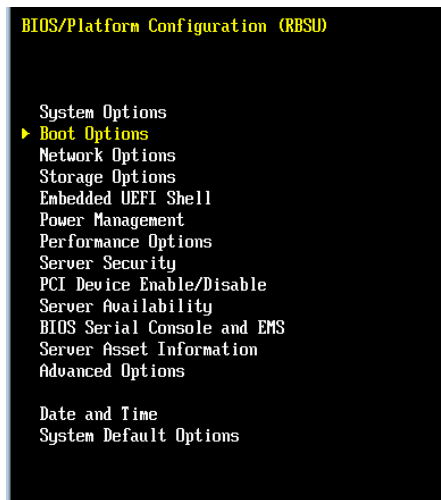 BIOS/Platform Configuration (RBSU)
System Options
Boot Options
Network Options
Storage Options
Embedded UEFI Shell
Power Management
Performance Options
Server Security
PCI Device Enable/Disable
Server Availability
BIOS Serial Console and EMS
Server Asset Information
Advanced Options
Date and Time
System Default Options